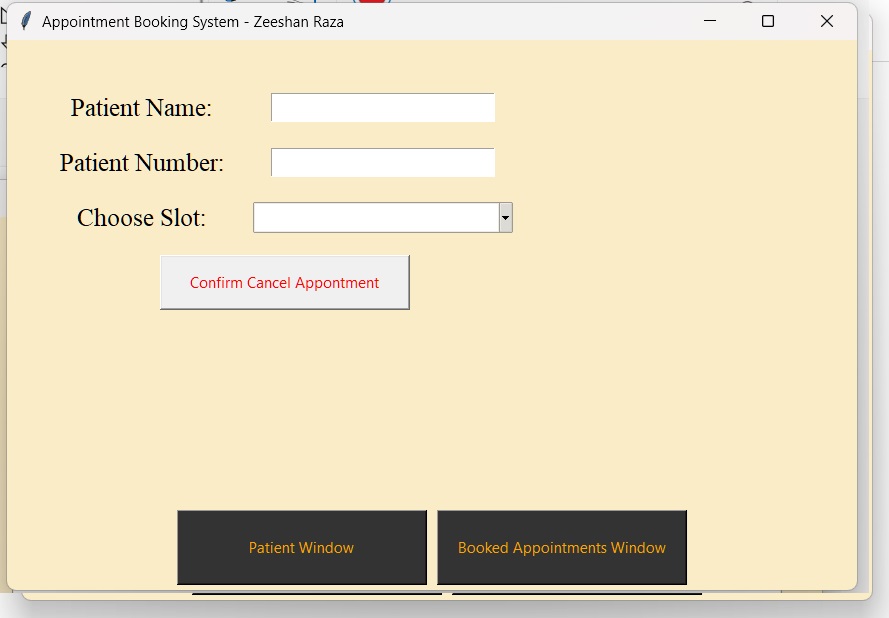 Appointment Booking System - Zeeshan Raza
Patient Name:
Patient Number:
Choose Slot:
Confirm Cancel Appontment
Patient Window
Booked Appointments Window